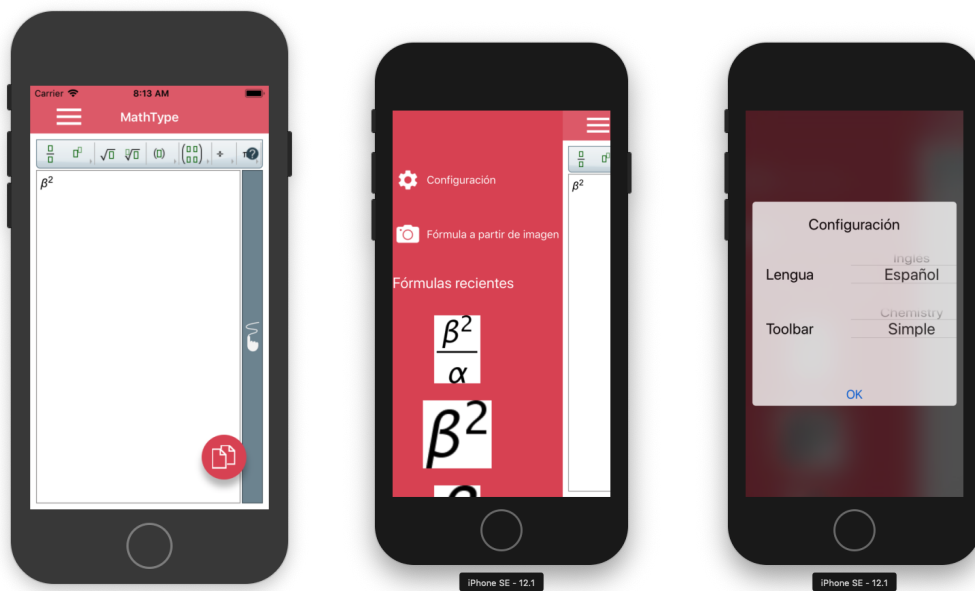 Carrier 8:13 AM
MathType
β²
Configuración
Fórmula a partir de imagen
Fórmulas recientes
β²
α
β²
β²
iPhone SE - 12.1
Configuración
Inglés
Lengua Español
Chemistry
Toolbar Simple
OK
iPhone SE - 12.1